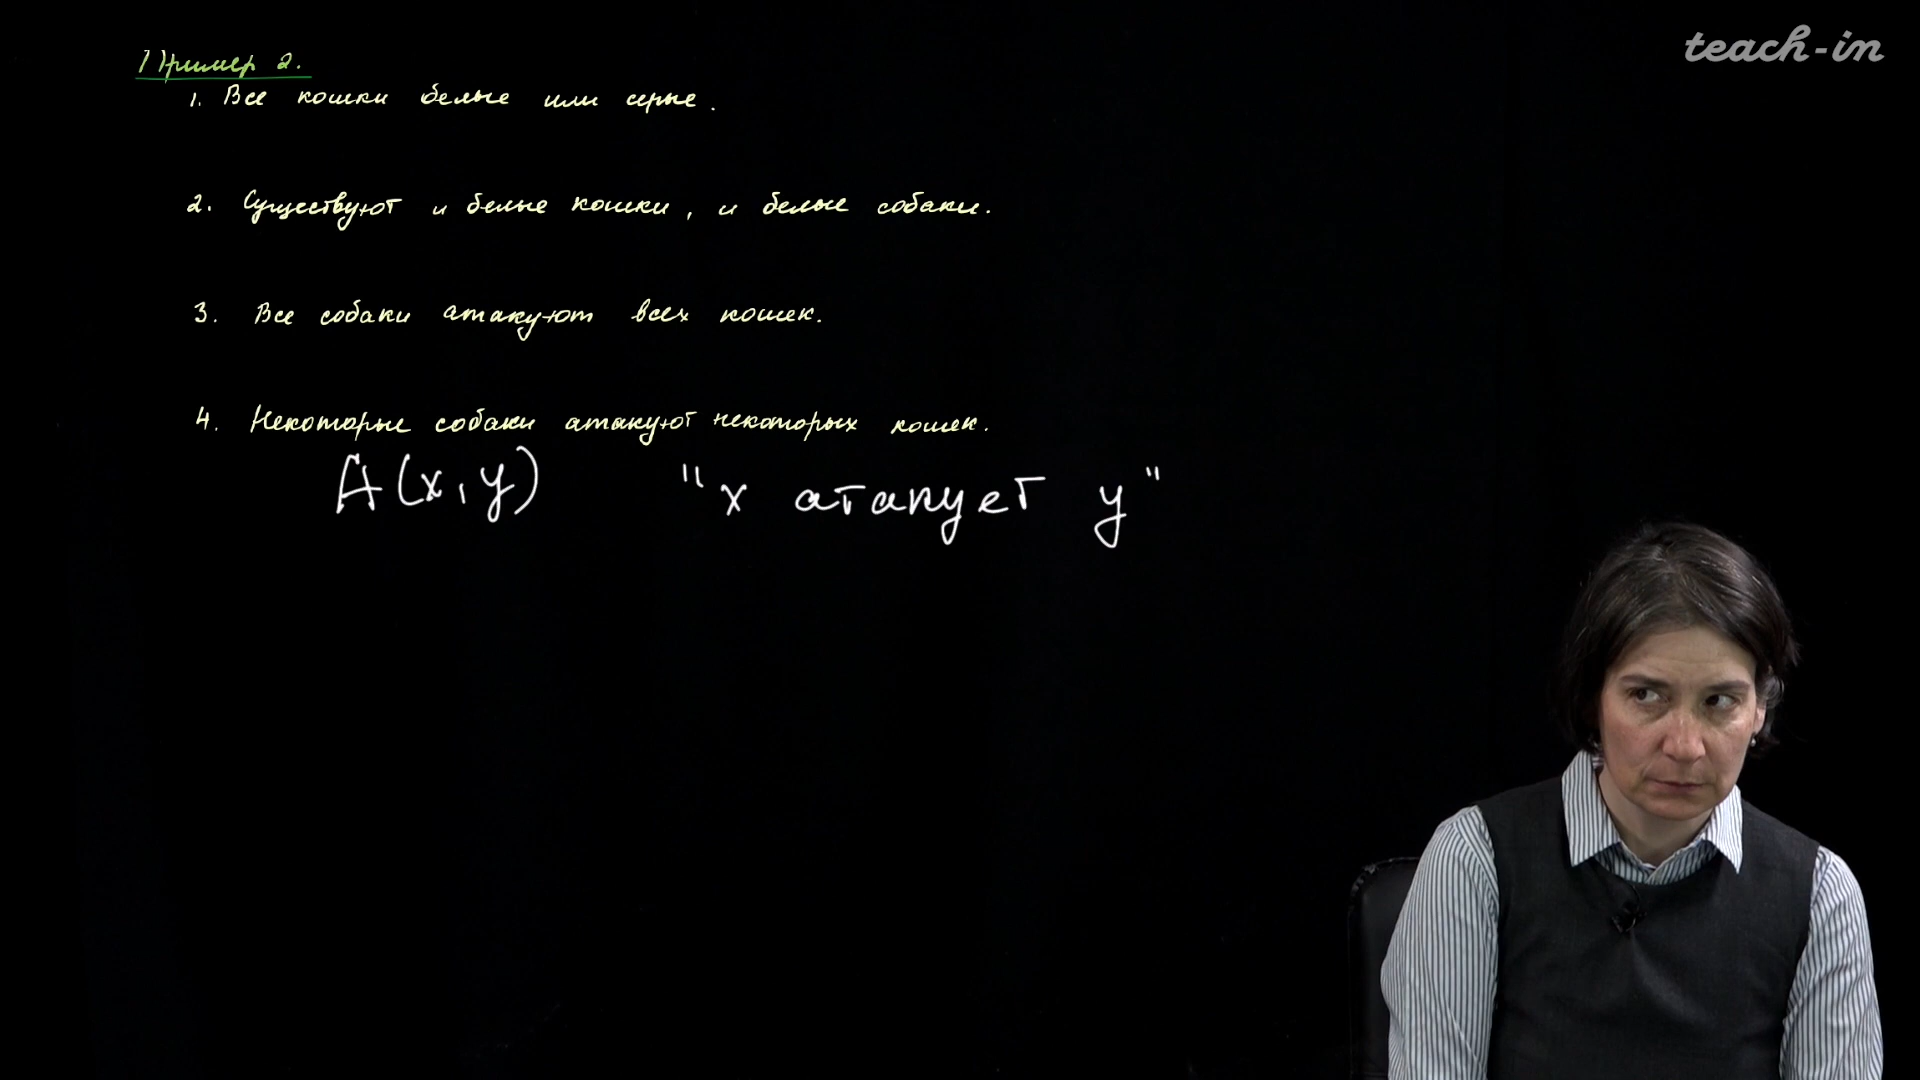 teach-in
Пример 2.
1. Все кошки белые или серые.
2. Существуют и белые кошки, и белые собаки.
3. Все собаки атакуют всех кошек.
4. Некоторые собаки атакуют некоторых кошек.
A(x,y) "x атакует y"